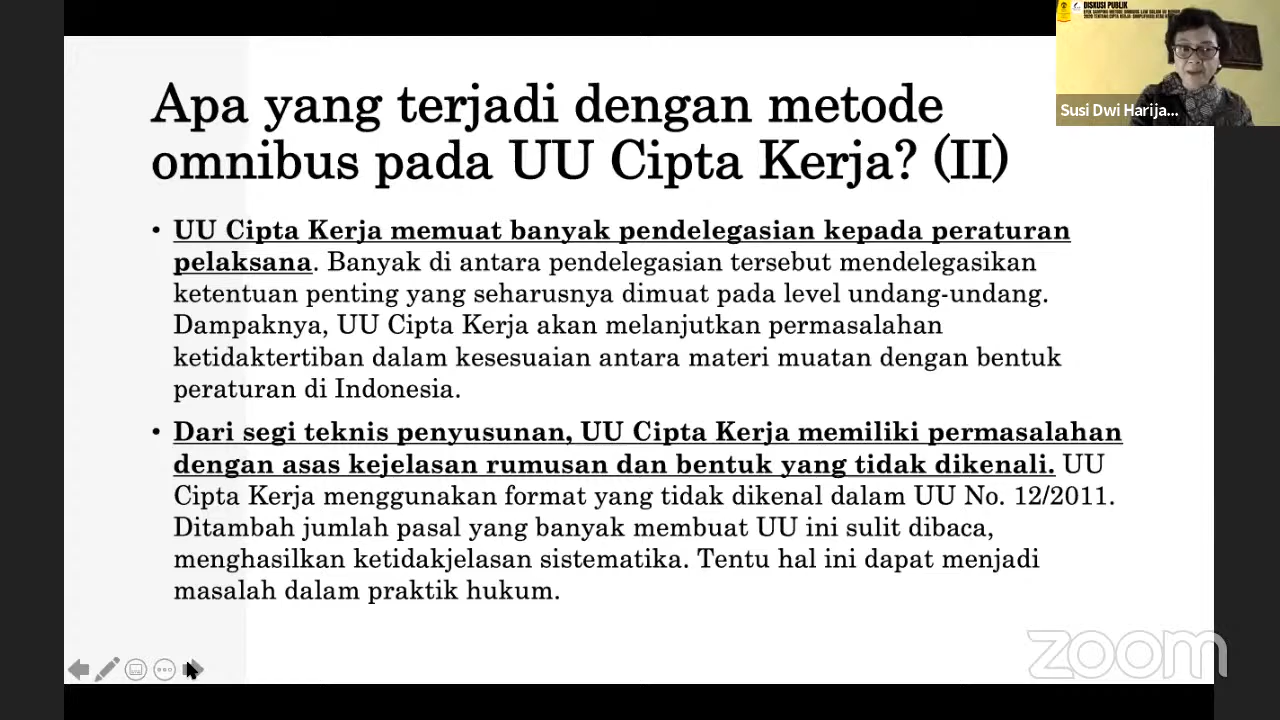 DISKUSI PUBLIK
Susi Dwi Harija...
Apa yang terjadi dengan metode
omnibus pada UU Cipta Kerja? (II)
• UU Cipta Kerja memuat banyak pendelegasian kepada peraturan
pelaksana. Banyak di antara pendelegasian tersebut mendelegasikan
ketentuan penting yang seharusnya dimuat pada level undang-undang.
Dampaknya, UU Cipta Kerja akan melanjutkan permasalahan
ketidaktertiban dalam kesesuaian antara materi muatan dengan bentuk
peraturan di Indonesia.
• Dari segi teknis penyusunan, UU Cipta Kerja memiliki permasalahan
dengan asas kejelasan rumusan dan bentuk yang tidak dikenali. UU
Cipta Kerja menggunakan format yang tidak dikenal dalam UU No. 12/2011.
Ditambah jumlah pasal yang banyak membuat UU ini sulit dibaca,
menghasilkan ketidakjelasan sistematika. Tentu hal ini dapat menjadi
masalah dalam praktik hukum.
zoom